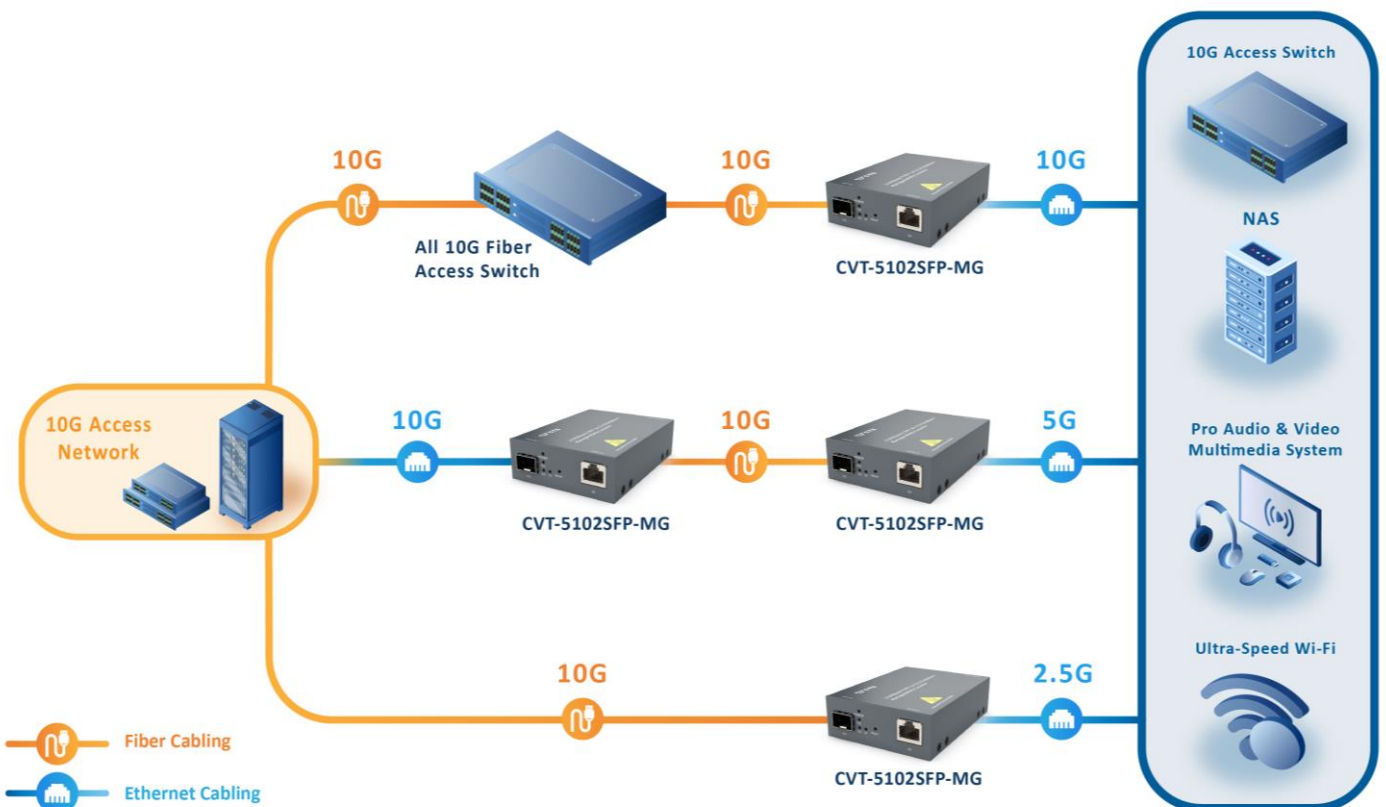 10G Access Switch
10G
10G
10G
All 10G Fiber
Access Switch
CVT-5102SFP-MG
NAS
10G Access
Network
10G
10G
5G
CVT-5102SFP-MG
CVT-5102SFP-MG
Pro Audio & Video
Multimedia System
10G
2.5G
CVT-5102SFP-MG
Ultra-Speed Wi-Fi
Fiber Cabling
Ethernet Cabling